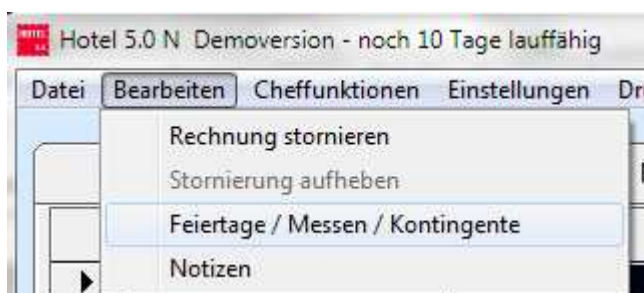 Hotel 5.0 N Demoversion - noch 10 Tage lauffähig
Datei Bearbeiten Cheffunktionen Einstellungen
Rechnung stornieren
Stornierung aufheben
Feiertage / Messen / Kontingente
Notizen